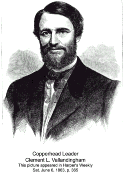 Copperhead Leader
Clement L. Vallandingham
This picture appeared in Harper's Weekly
Sat, June 6, 1863, p. 365